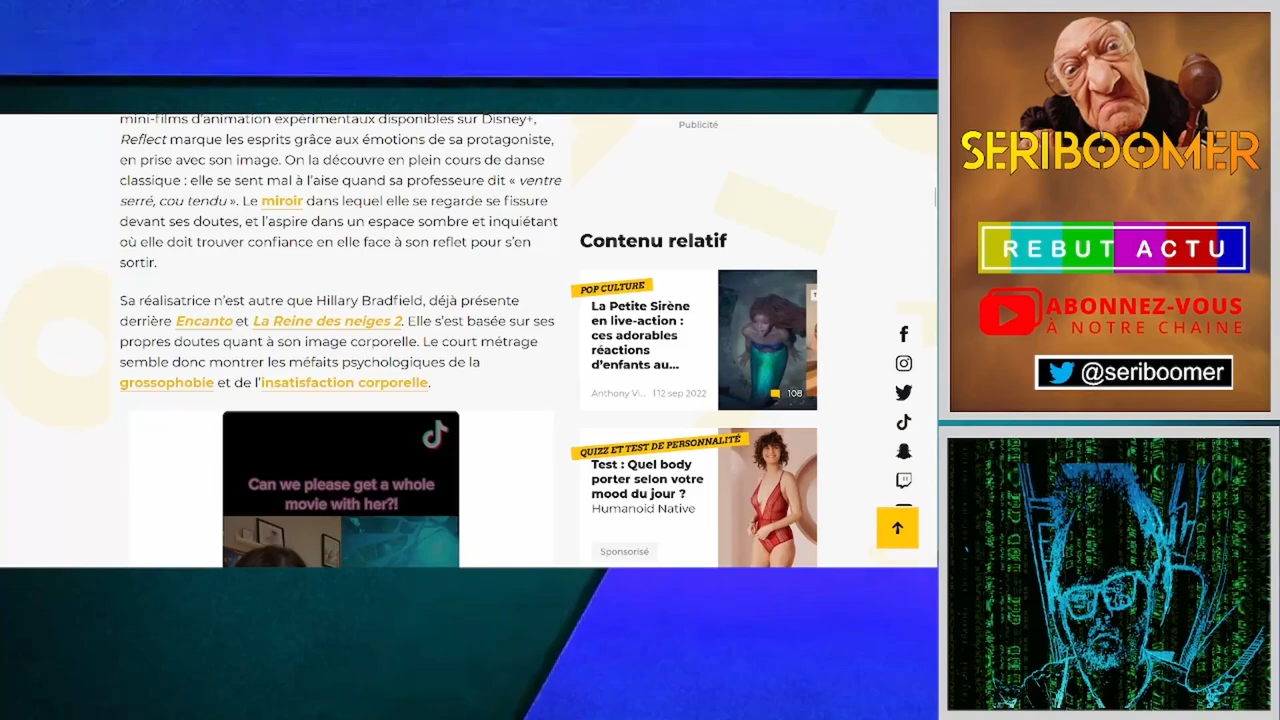 mini-films d'animation expérimentaux disponibles sur Disney+,
Reflect marque les esprits grâce aux émotions de sa protagoniste,
en prise avec son image. On la découvre en plein cours de danse
classique : elle se sent mal à l'aise quand sa professeure dit « ventre
serré, cou tendu ». Le miroir dans lequel elle se regarde se fissure
devant ses doutes, et l'aspire dans un espace sombre et inquiétant
où elle doit trouver confiance en elle face à son reflet pour s'en
sortir.
Sa réalisatrice n'est autre que Hillary Bradfield, déjà présente
derrière Encanto et La Reine des neiges 2. Elle s'est basée sur ses
propres doutes quant à son image corporelle. Le court métrage
semble donc montrer les méfaits psychologiques de la
grossophobie et de l'insatisfaction corporelle.
Can we please get a whole
movie with her?!
Publicité
Contenu relatif
POP CULTURE
La Petite Sirène
en live-action :
ces adorables
réactions
d'enfants au...
Anthony Vi... | 12 sep 2022
108
QUIZZ ET TEST DE PERSONNALITÉ
Test : Quel body
porter selon votre
mood du jour ?
Humanoid Native
Sponsorisé
SERIBOOMER
REBUT ACTU
ABONNEZ-VOUS
À NOTRE CHAINE
@seriboomer